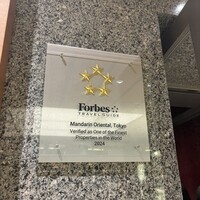 Forbes
TRAVEL GUIDE
Mandarin Oriental, Tokyo
Verified as One of the Finest
Properties in the World
2024